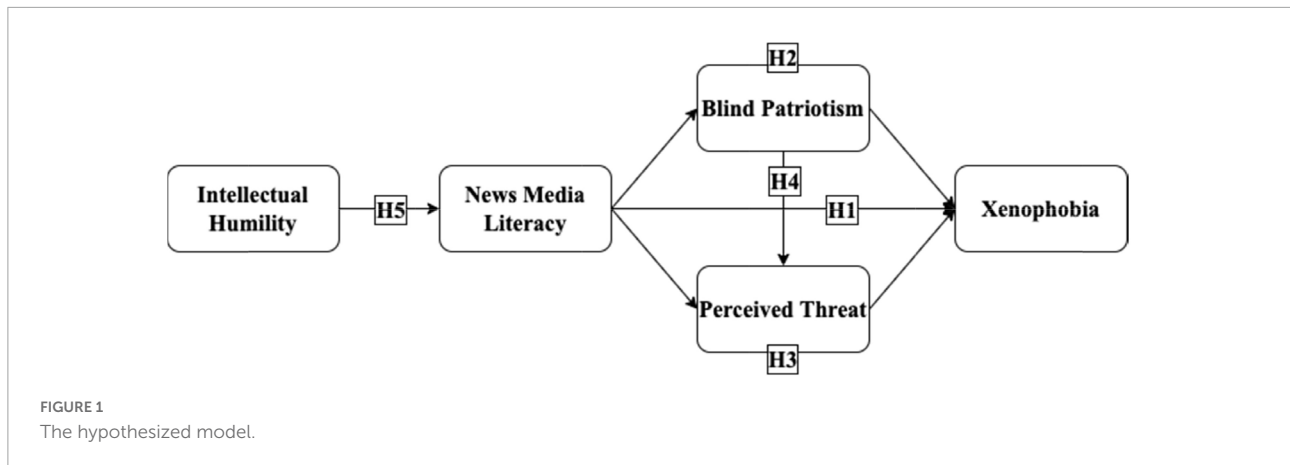 H2
Blind Patriotism
H4
Intellectual
Humility
H5
News Media
Literacy
H1
Xenophobia
Perceived Threat
H3
FIGURE 1
The hypothesized model.